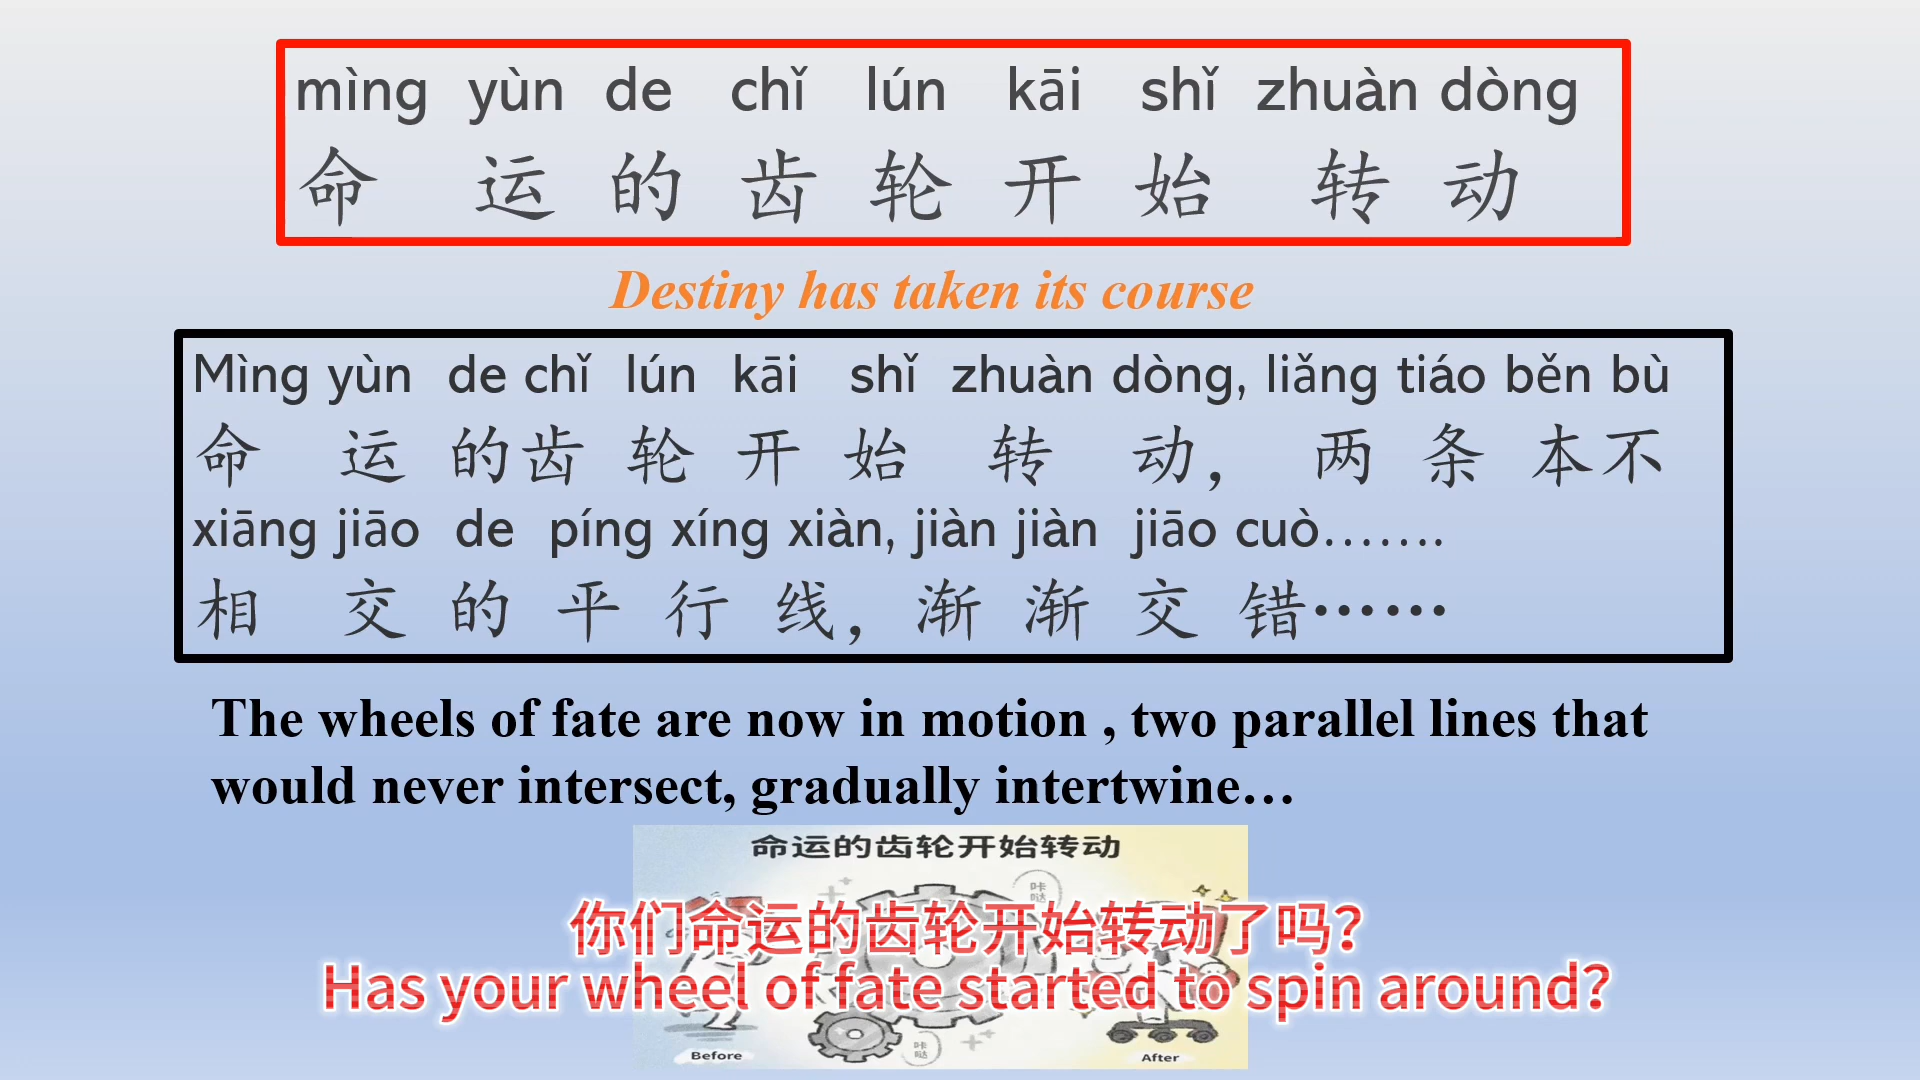 mìng yùn de chǐ lún kāi shǐ zhuàn dòng
命运的齿轮开始转动
Destiny has taken its course
Mìng yùn de chǐ lún kāi shǐ zhuàn dòng, liǎng tiáo běn bù
命运的齿轮开始转动，两条本不
xiāng jiāo de píng xíng xiàn, jiàn jiàn jiāo cuò…….
相交的平行线，渐渐交错……
The wheels of fate are now in motion , two parallel lines that
would never intersect, gradually intertwine…
命运的齿轮开始转动
咔哒
你们命运的齿轮开始转动了吗？
Has your wheel of fate started to spin around?
咔哒
Before
After